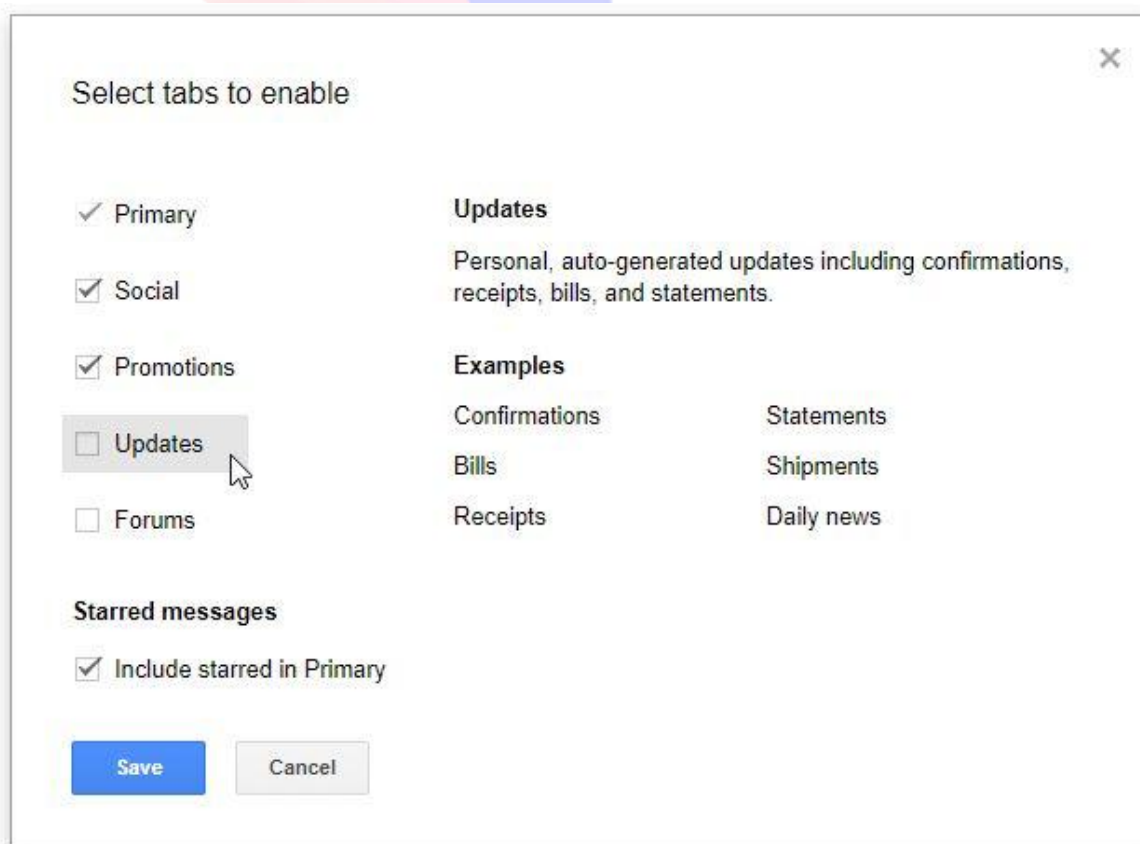 Select tabs to enable
Primary
Social
Promotions
Updates
Forums
Updates
Personal, auto-generated updates including confirmations,
receipts, bills, and statements.
Examples
Confirmations Statements
Bills Shipments
Receipts Daily news
Starred messages
Include starred in Primary
Save Cancel